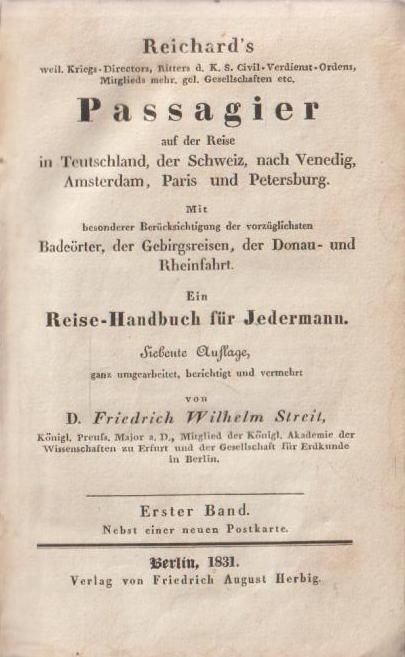 Reichard's
weil. Kriegs-Directors, Ritters d. K. S. Civil-Verdienst-Ordens,
Mitglieds mehr. gel. Gesellschaften etc.
Passagier
auf der Reise
in Teutschland, der Schweiz, nach Venedig,
Amsterdam, Paris und Petersburg.
Mit
besonderer Berücksichtigung der vorzüglichsten
Badeörter, der Gebirgsreisen, der Donau- und
Rheinfahrt.
Ein
Reise-Handbuch für Jedermann.
Siebente Auflage,
ganz umgearbeitet, berichtigt und vermehrt
von
D. Friedrich Wilhelm Streit,
Königl. Preuſs. Major a. D., Mitglied der Königl. Akademie der
Wissenschaften zu Erfurt und der Gesellschaft für Erdkunde
in Berlin.
Erster Band.
Nebst einer neuen Postkarte.
Berlin, 1831.
Verlag von Friedrich August Herbig.